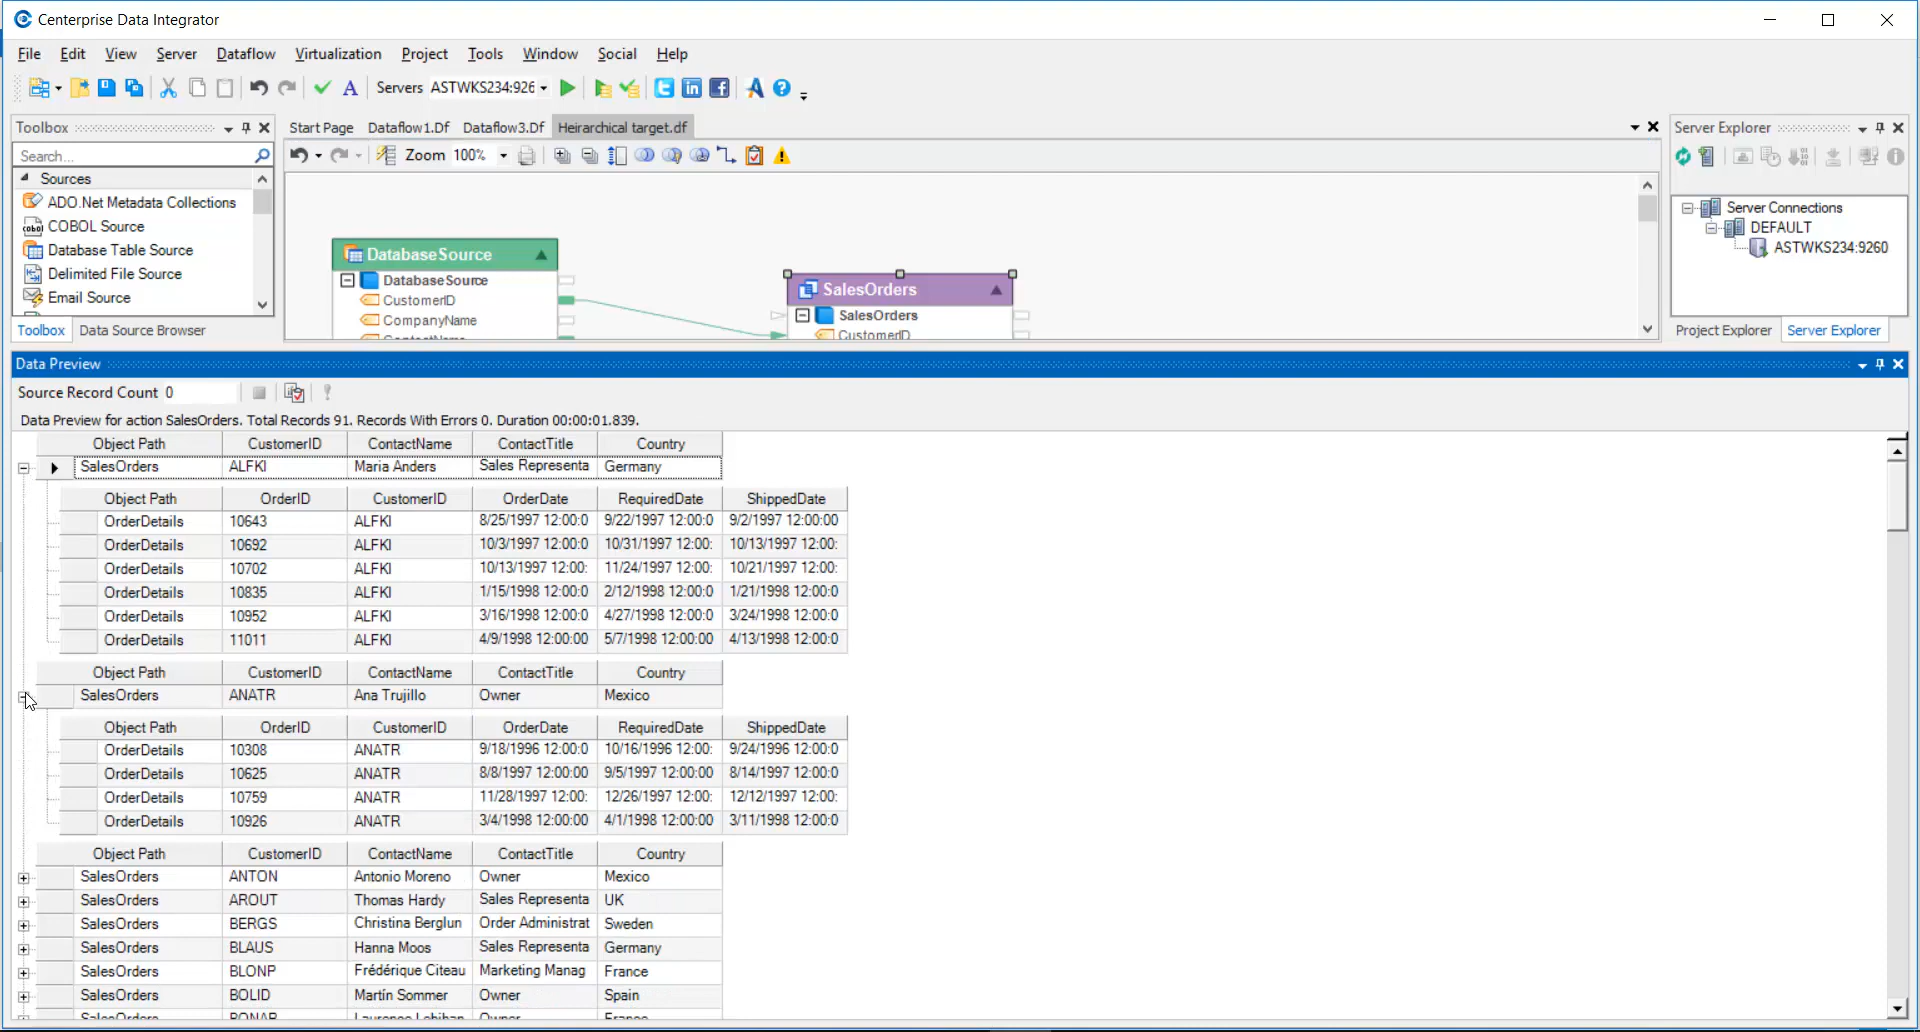 Centerprise Data Integrator
File Edit View Server Dataflow Virtualization Project Tools Window Social Help
A Servers ASTWKS234:926
Toolbox
Start Page Dataflow1.Df Dataflow3.Df Heirarchical target.df
Server Explorer
Search...
Zoom 100%
Sources
ADO.Net Metadata Collections
COBOL Source
Database Table Source
Delimited File Source
Email Source
Toolbox Data Source Browser
DatabaseSource
DatabaseSource
CustomerID
CompanyName
ContactName
SalesOrders
SalesOrders
CustomerID
Server Connections
DEFAULT
ASTWKS234:9260
Project Explorer Server Explorer
Data Preview
Source Record Count 0
Data Preview for action SalesOrders. Total Records 91. Records With Errors 0. Duration 00:00:01.839.
Object Path CustomerID ContactName ContactTitle Country
SalesOrders ALFKI Maria Anders Sales Representa Germany
Object Path OrderID CustomerID OrderDate RequiredDate ShippedDate
OrderDetails 10643 ALFKI 8/25/1997 12:00:0 9/22/1997 12:00:0 9/2/1997 12:00:00
OrderDetails 10692 ALFKI 10/3/1997 12:00:0 10/31/1997 12:00: 10/13/1997 12:00:
OrderDetails 10702 ALFKI 10/13/1997 12:00: 11/24/1997 12:00: 10/21/1997 12:00:
OrderDetails 10835 ALFKI 1/15/1998 12:00:0 2/12/1998 12:00:0 1/21/1998 12:00:0
OrderDetails 10952 ALFKI 3/16/1998 12:00:0 4/27/1998 12:00:0 3/24/1998 12:00:0
OrderDetails 11011 ALFKI 4/9/1998 12:00:00 5/7/1998 12:00:00 4/13/1998 12:00:0
Object Path CustomerID ContactName ContactTitle Country
SalesOrders ANATR Ana Trujillo Owner Mexico
Object Path OrderID CustomerID OrderDate RequiredDate ShippedDate
OrderDetails 10308 ANATR 9/18/1996 12:00:0 10/16/1996 12:00: 9/24/1996 12:00:0
OrderDetails 10625 ANATR 8/8/1997 12:00:00 9/5/1997 12:00:00 8/14/1997 12:00:0
OrderDetails 10759 ANATR 11/28/1997 12:00: 12/26/1997 12:00: 12/12/1997 12:00:
OrderDetails 10926 ANATR 3/4/1998 12:00:00 4/1/1998 12:00:00 3/11/1998 12:00:0
Object Path CustomerID ContactName ContactTitle Country
SalesOrders ANTON Antonio Moreno Owner Mexico
SalesOrders AROUT Thomas Hardy Sales Representa UK
SalesOrders BERGS Christina Berglun Order Administrat Sweden
SalesOrders BLAUS Hanna Moos Sales Representa Germany
SalesOrders BLONP Frédérique Citeau Marketing Manag France
SalesOrders BOLID Martín Sommer Owner Spain
SalesOrders BONAP Laurence Lebihan Owner France